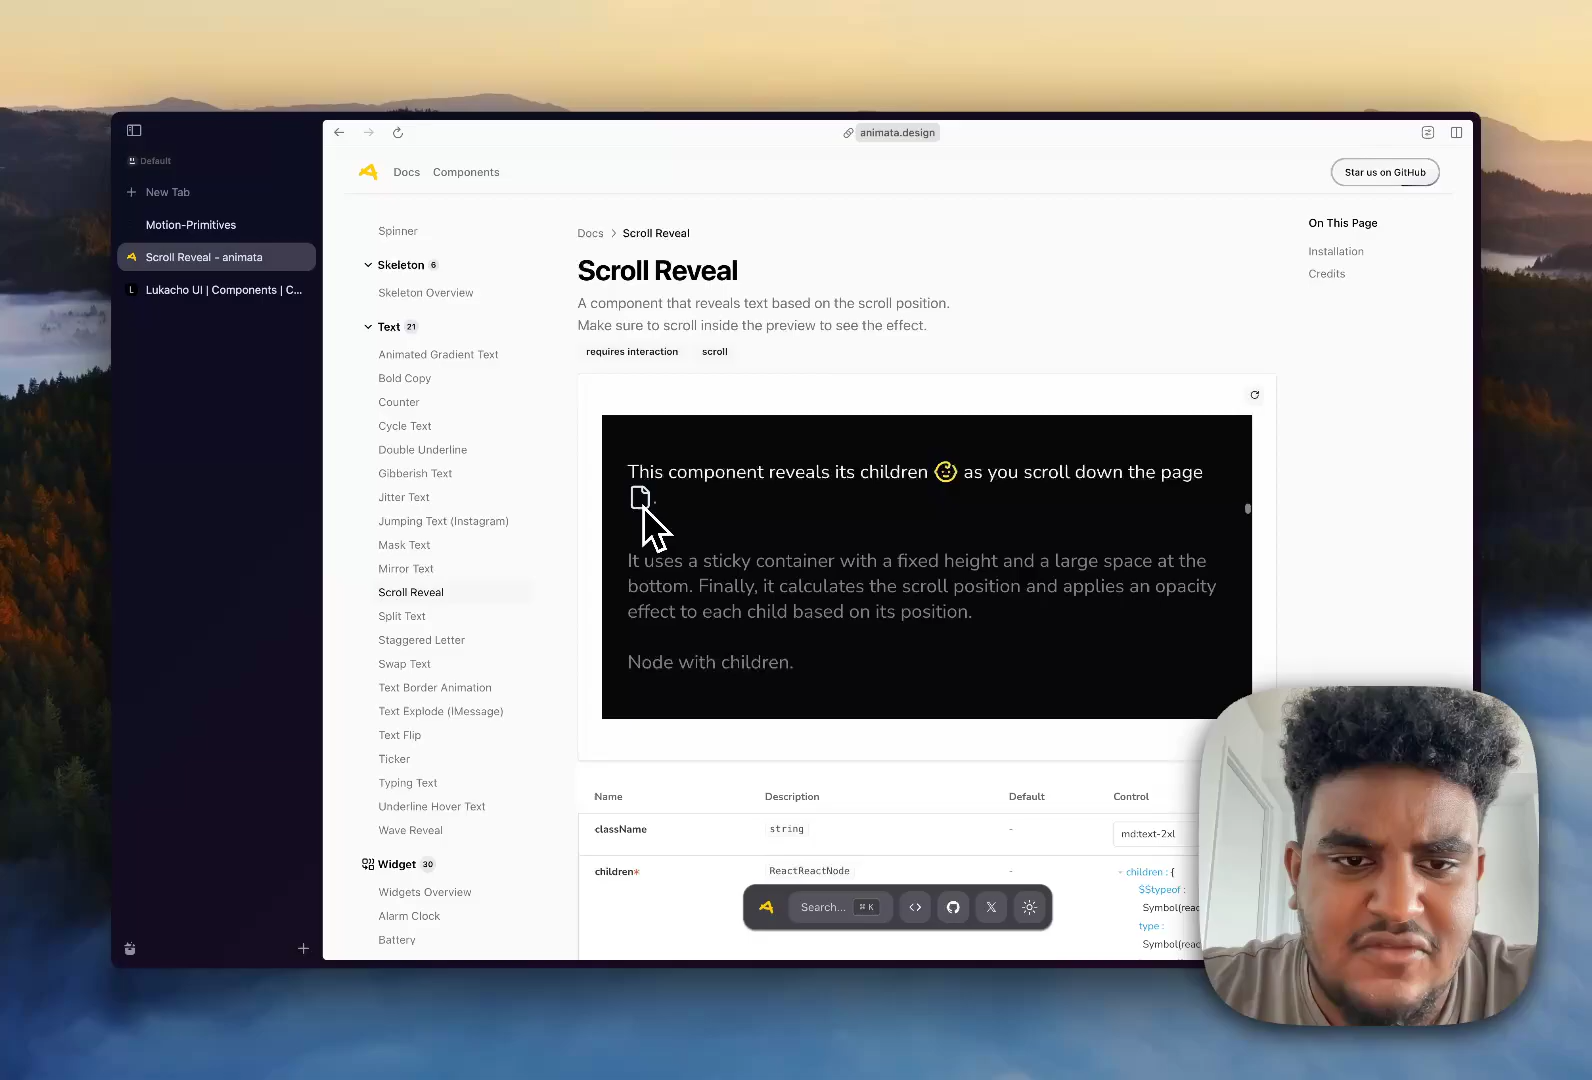 Default
animata.design
New Tab
Motion-Primitives
Scroll Reveal - animata
Lukacho UI | Components | C...
Docs
Components
Star us on GitHub
Spinner
Skeleton 6
Skeleton Overview
Text 21
Animated Gradient Text
Bold Copy
Counter
Cycle Text
Double Underline
Gibberish Text
Jitter Text
Jumping Text (Instagram)
Mask Text
Mirror Text
Scroll Reveal
Split Text
Staggered Letter
Swap Text
Text Border Animation
Text Explode (IMessage)
Text Flip
Ticker
Typing Text
Underline Hover Text
Wave Reveal
Widget 30
Widgets Overview
Alarm Clock
Battery
Docs > Scroll Reveal
Scroll Reveal
A component that reveals text based on the scroll position.
Make sure to scroll inside the preview to see the effect.
requires interaction
scroll
This component reveals its children as you scroll down the page
.
It uses a sticky container with a fixed height and a large space at the
bottom. Finally, it calculates the scroll position and applies an opacity
effect to each child based on its position.
Node with children.
Name Description Default Control
className string - md:text-2xl
children* ReactReactNode - - children : {
$$typeof :
Symbol(reac
type :
Symbol(reac
Search... ⌘ K
On This Page
Installation
Credits